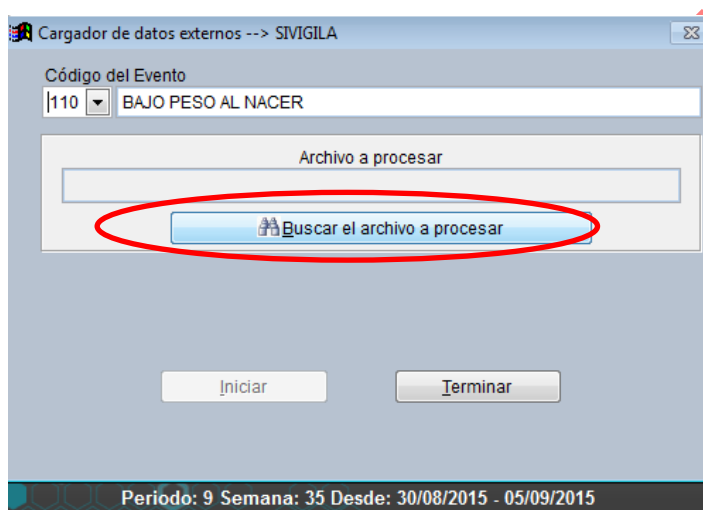 Cargador de datos externos --> SIVIGILA
Código del Evento
110 BAJO PESO AL NACER
Archivo a procesar
Buscar el archivo a procesar
Iniciar Terminar
Periodo: 9 Semana: 35 Desde: 30/08/2015 - 05/09/2015